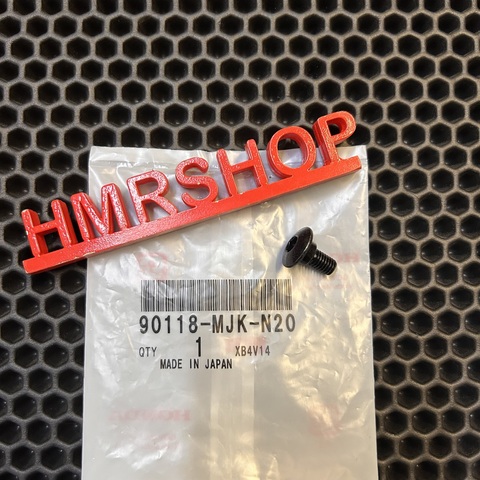 HMRSHOP
90118-MJK-N20
QTY 1 XB4V14
MADE IN JAPAN